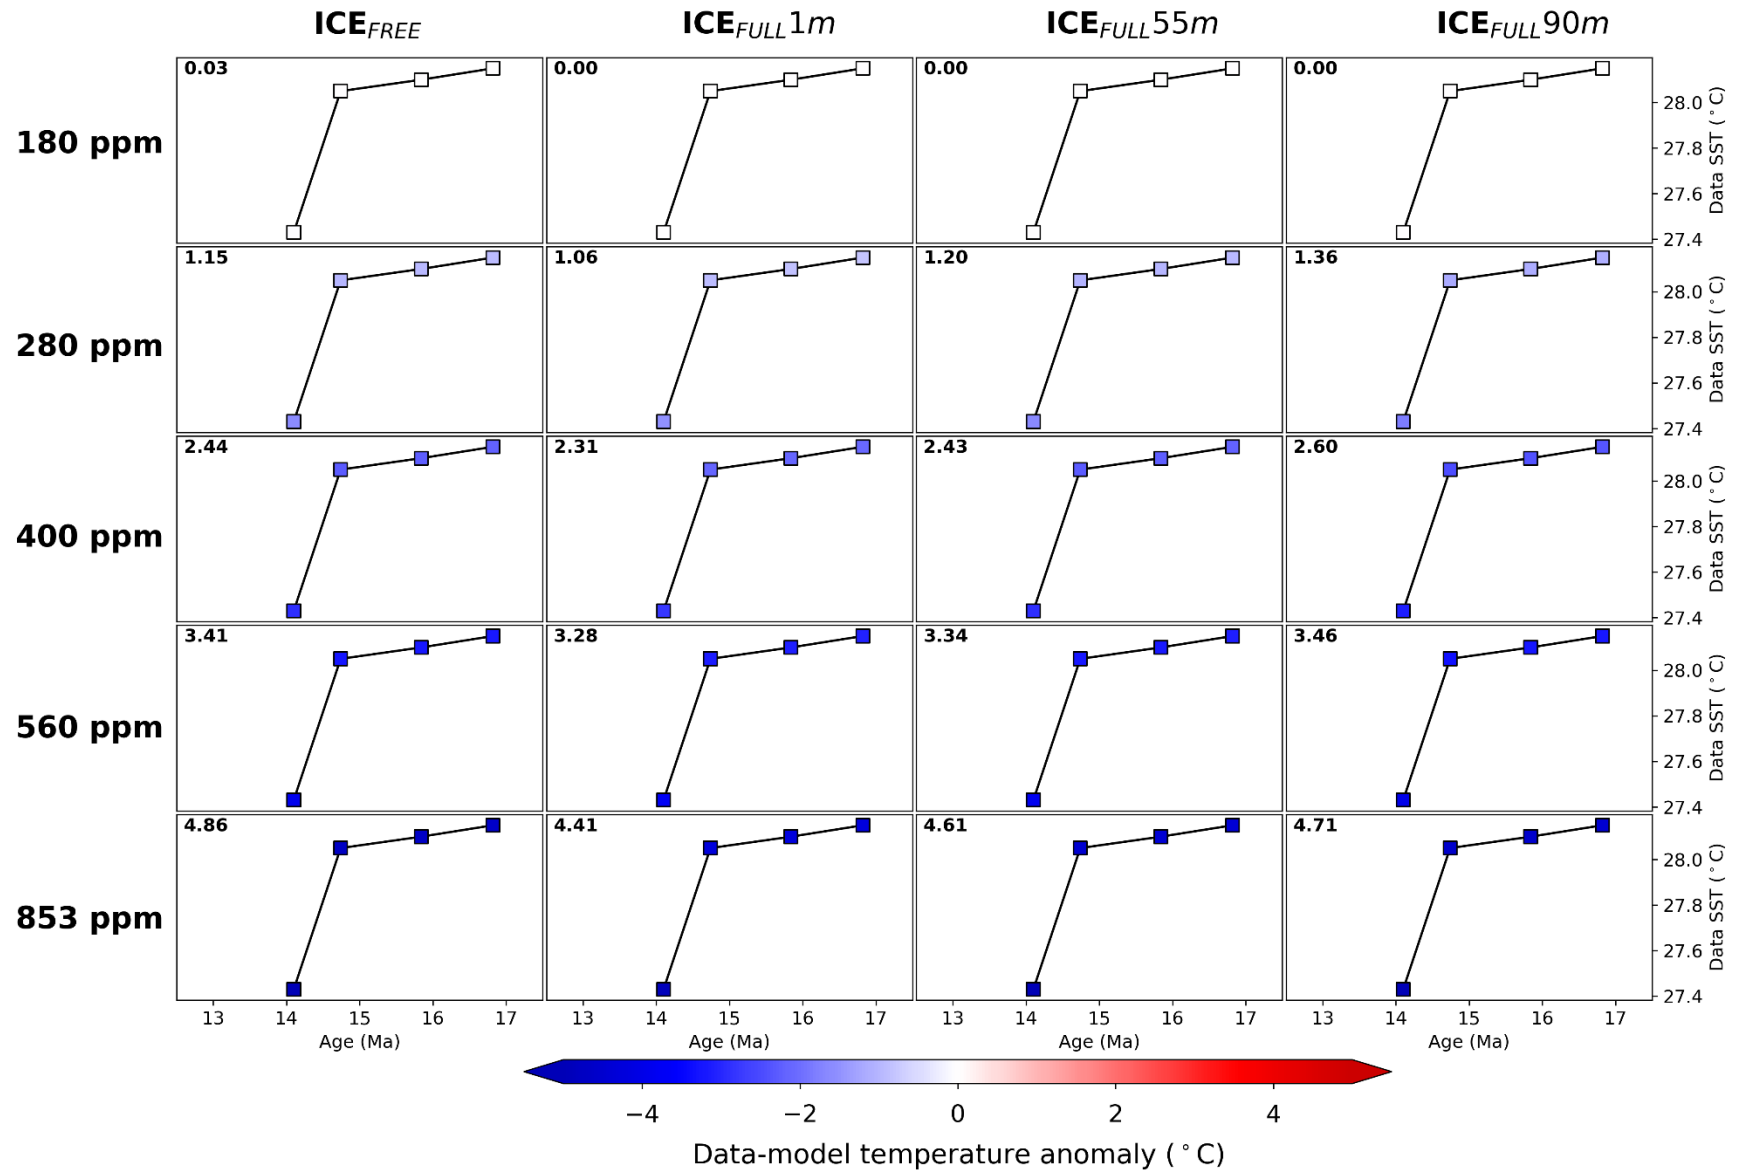 ICE_FREE ICE_FULL1m ICE_FULL55m ICE_FULL90m
180 ppm
0.03 0.00 0.00 0.00
28.0
27.8
27.6
27.4
Data SST (°C)
280 ppm
1.15 1.06 1.20 1.36
28.0
27.8
27.6
27.4
Data SST (°C)
400 ppm
2.44 2.31 2.43 2.60
28.0
27.8
27.6
27.4
Data SST (°C)
560 ppm
3.41 3.28 3.34 3.46
28.0
27.8
27.6
27.4
Data SST (°C)
853 ppm
4.86 4.41 4.61 4.71
28.0
27.8
27.6
27.4
Data SST (°C)
13 14 15 16 17 13 14 15 16 17 13 14 15 16 17 13 14 15 16 17
Age (Ma) Age (Ma) Age (Ma) Age (Ma)
−4 −2 0 2 4
Data-model temperature anomaly (°C)